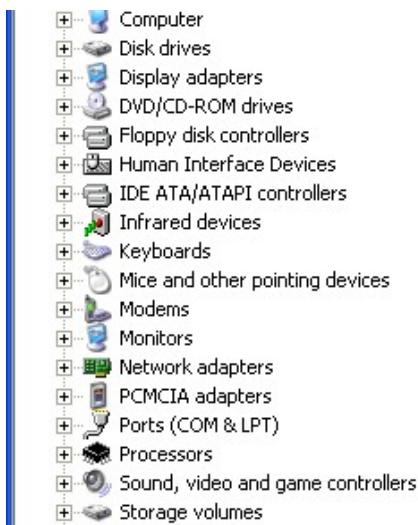 Computer
Disk drives
Display adapters
DVD/CD-ROM drives
Floppy disk controllers
Human Interface Devices
IDE ATA/ATAPI controllers
Infrared devices
Keyboards
Mice and other pointing devices
Modems
Monitors
Network adapters
PCMCIA adapters
Ports (COM & LPT)
Processors
Sound, video and game controllers
Storage volumes